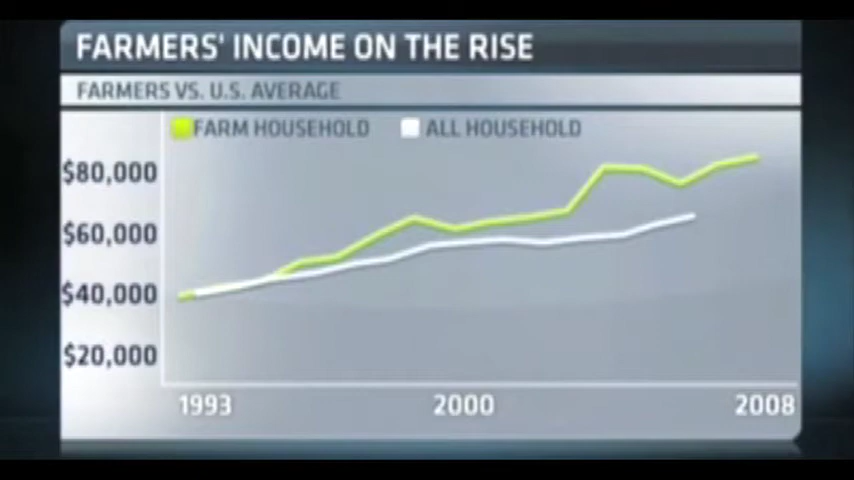 FARMERS' INCOME ON THE RISE
FARMERS VS. U.S. AVERAGE
FARM HOUSEHOLD ALL HOUSEHOLD
$80,000
$60,000
$40,000
$20,000
1993 2000 2008